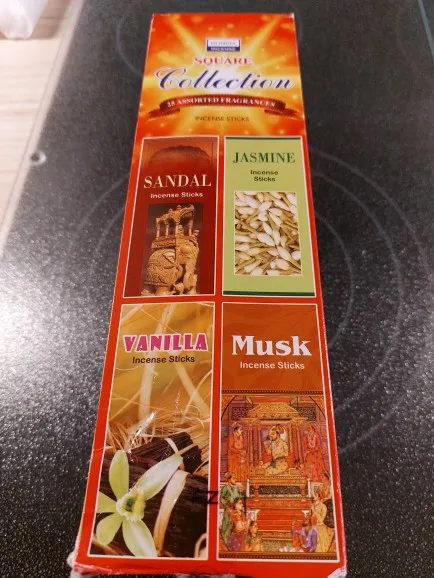 INCENSE
SQUARE
Collection
25 ASSORTED FRAGRANCES
INCENSE STICKS
SANDAL
Incense Sticks
JASMINE
Incense
Sticks
VANILLA
Incense Sticks
Musk
Incense Sticks